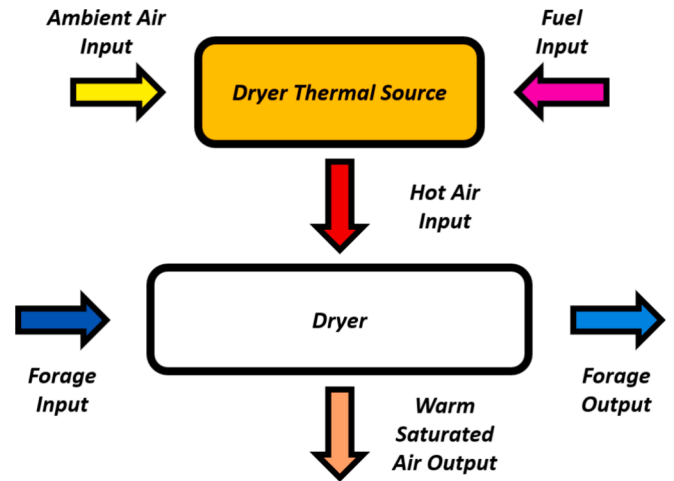 Ambient Air
Input
Fuel
Input
Dryer Thermal Source
Hot Air
Input
Dryer
Forage
Input
Forage
Output
Warm
Saturated
Air Output